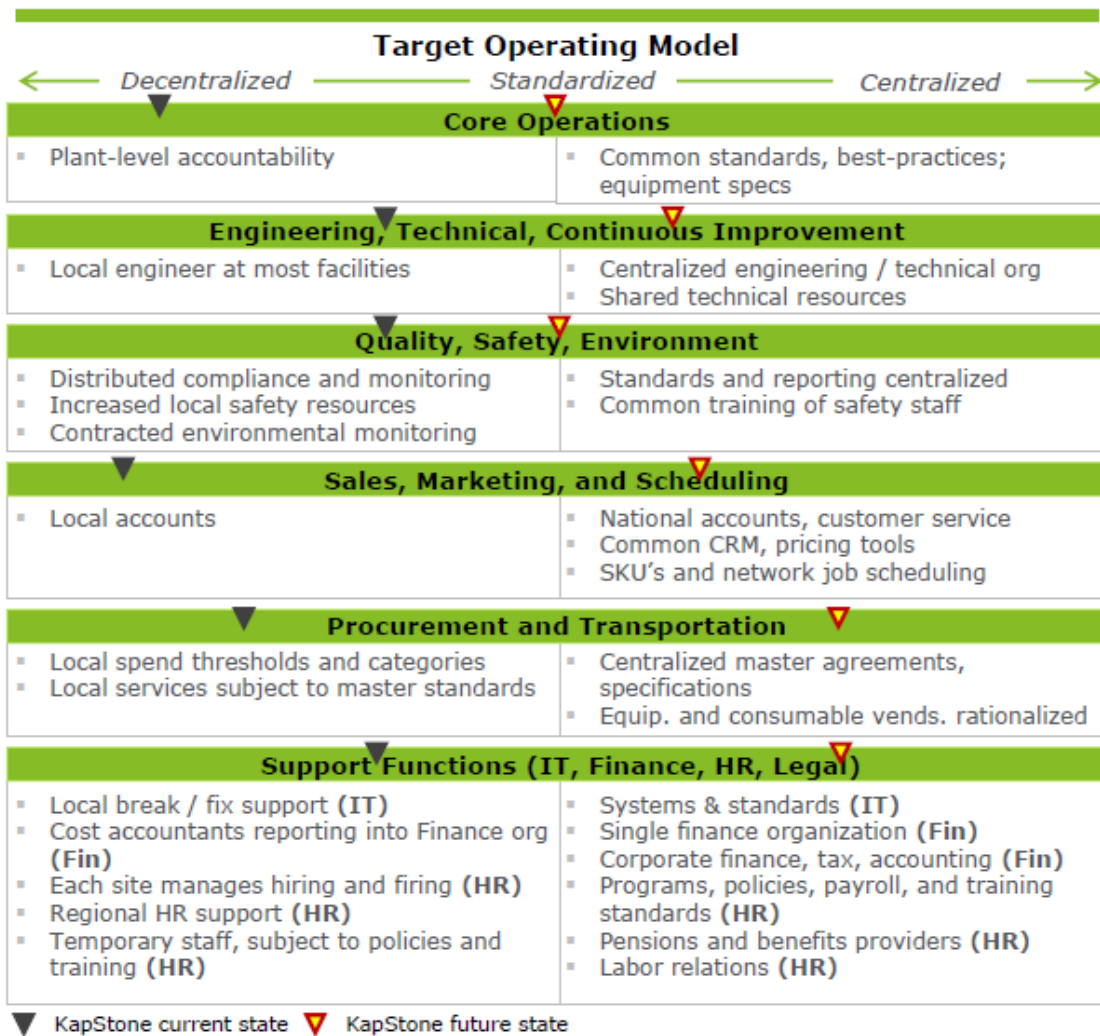 Target Operating Model
Decentralized Standardized Centralized
Core Operations
Plant-level accountability
Common standards, best-practices;
equipment specs
Engineering, Technical, Continuous Improvement
Local engineer at most facilities
Centralized engineering / technical org
Shared technical resources
Quality, Safety, Environment
Distributed compliance and monitoring
Increased local safety resources
Contracted environmental monitoring
Standards and reporting centralized
Common training of safety staff
Sales, Marketing, and Scheduling
Local accounts
National accounts, customer service
Common CRM, pricing tools
SKU's and network job scheduling
Procurement and Transportation
Local spend thresholds and categories
Local services subject to master standards
Centralized master agreements,
specifications
Equip. and consumable vends. rationalized
Support Functions (IT, Finance, HR, Legal)
Local break / fix support (IT)
Cost accountants reporting into Finance org
(Fin)
Each site manages hiring and firing (HR)
Regional HR support (HR)
Temporary staff, subject to policies and
training (HR)
Systems & standards (IT)
Single finance organization (Fin)
Corporate finance, tax, accounting (Fin)
Programs, policies, payroll, and training
standards (HR)
Pensions and benefits providers (HR)
Labor relations (HR)
KapStone current state KapStone future state